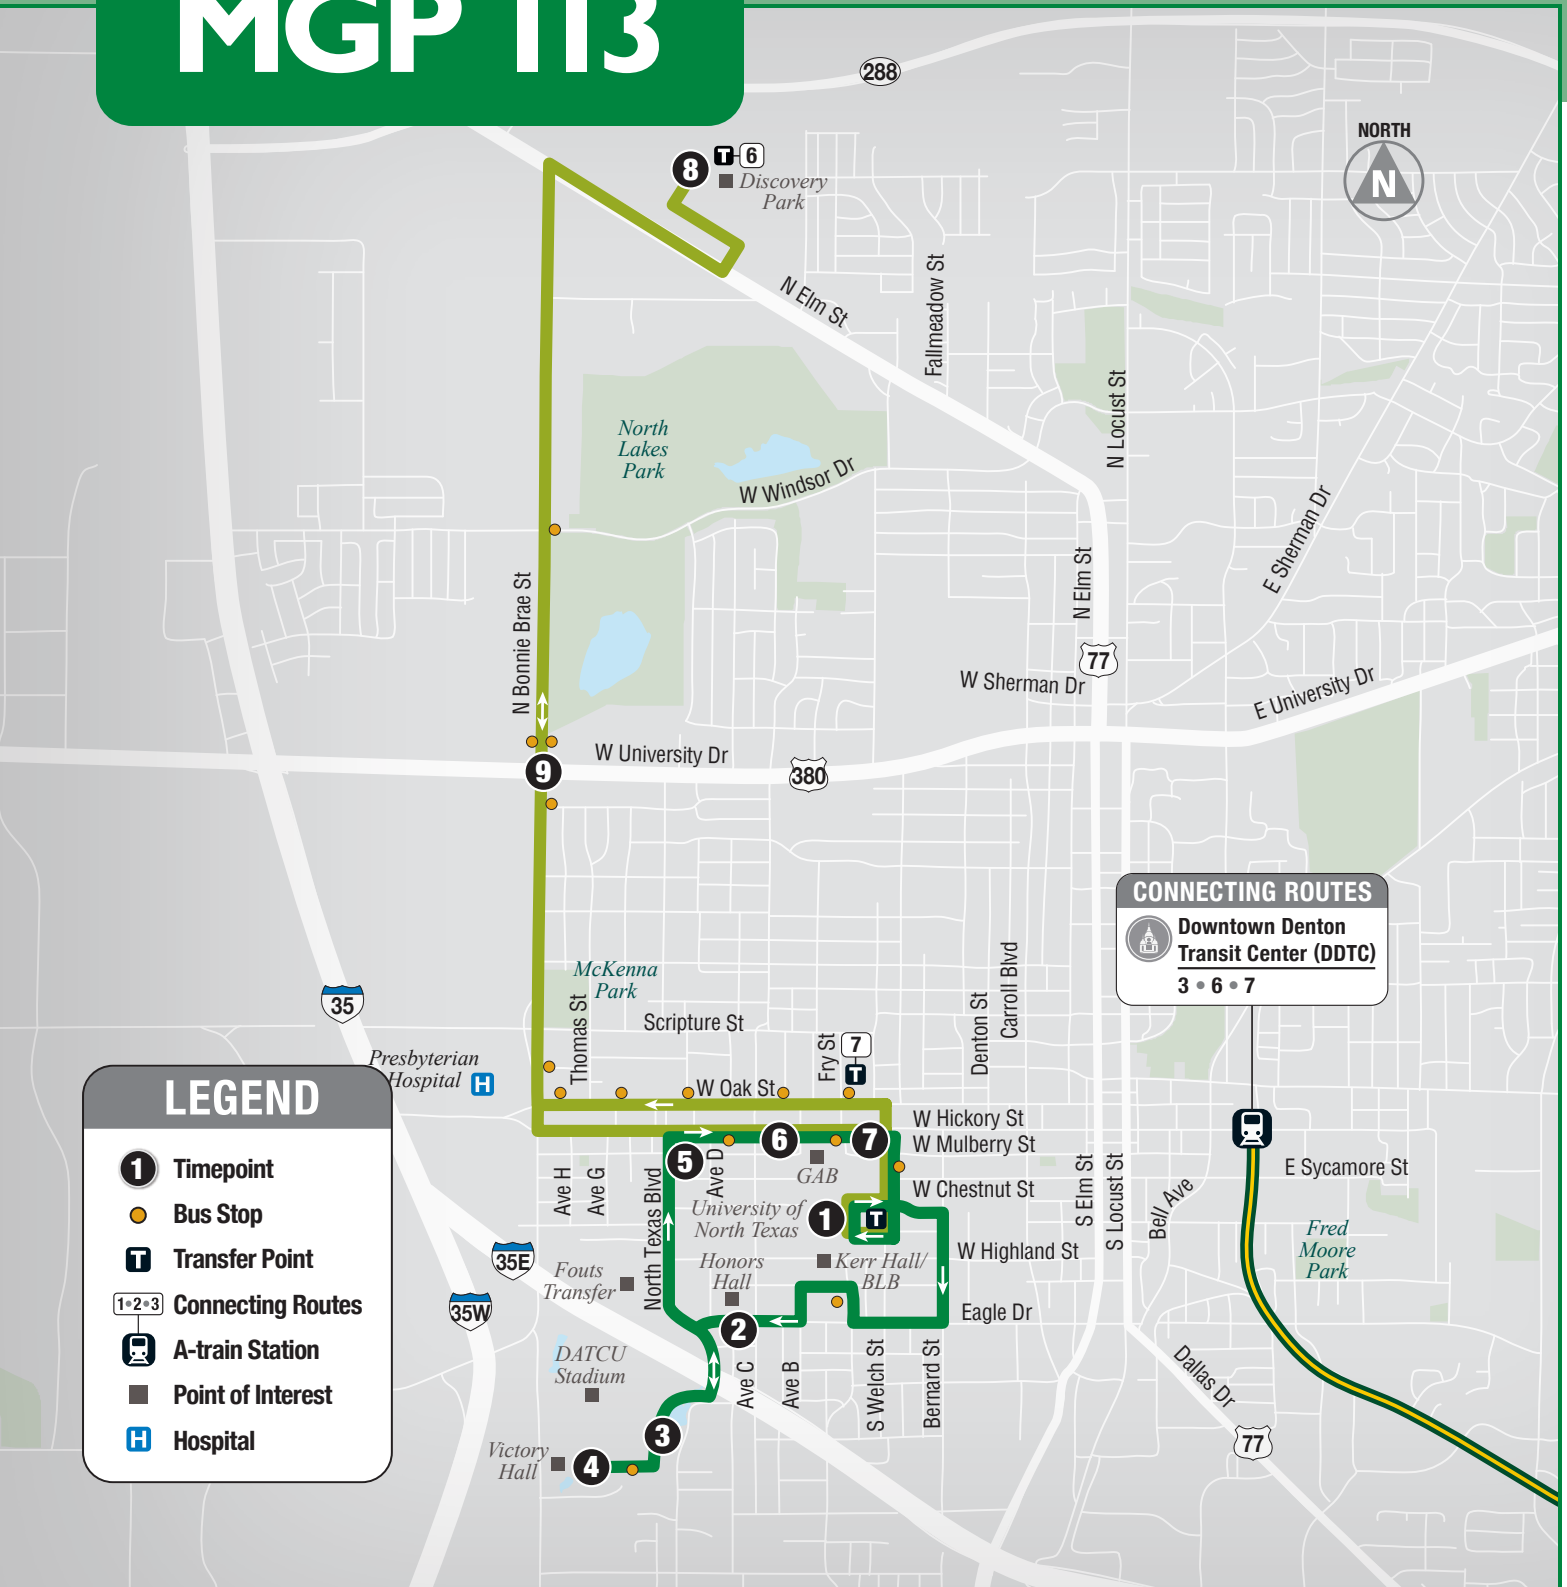 MGP 113
288
NORTH
N
8
T
6
Discovery
Park
N Elm St
Fallmeadow St
N Locust St
North
Lakes
Park
W Windsor Dr
E Sherman Dr
N Elm St
N Bonnie Brae St
77
W Sherman Dr
E University Dr
W University Dr
380
9
CONNECTING ROUTES
Downtown Denton
Transit Center (DDTC)
3 • 6 • 7
McKenna
Park
Thomas St
Scripture St
Denton St
Carroll Blvd
35
Fry St
7
T
Presbyterian
Hospital
H
W Oak St
W Hickory St
W Mulberry St
W Chestnut St
5
6
7
GAB
Ave H
Ave G
North Texas Blvd
Ave D
University of
North Texas
1
T
E Sycamore St
S Elm St
S Locust St
Bell Ave
Fred
Moore
Park
W Highland St
35E
35W
Fouts
Transfer
Honors
Hall
Kerr Hall/
BLB
Eagle Dr
2
DATCU
Stadium
Ave C
Ave B
S Welch St
Bernard St
Dallas Dr
77
3
Victory
Hall
4
LEGEND
1 Timepoint
Bus Stop
T Transfer Point
1•2•3 Connecting Routes
A-train Station
Point of Interest
H Hospital